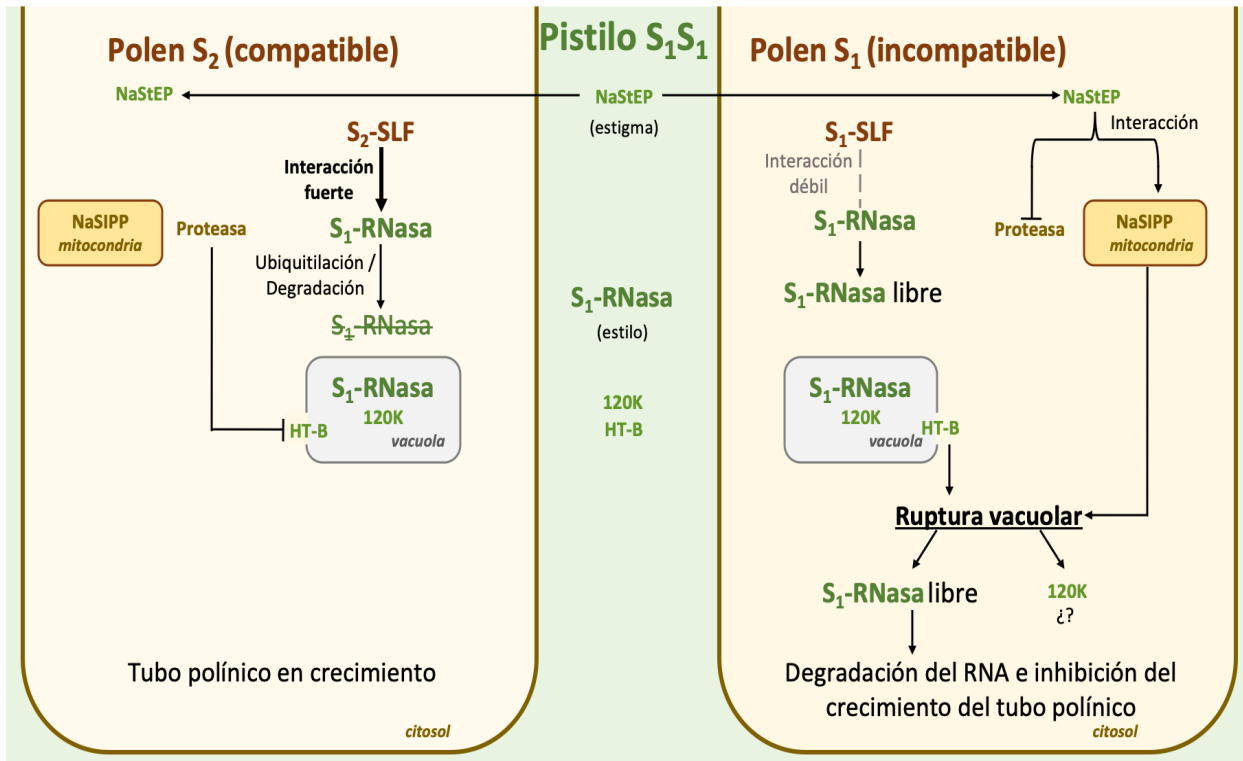 Polen S₂ (compatible)
NaStEP
S₂-SLF
Interacción
fuerte
NaSIPP
mitocondria
Proteasa
S₁-RNasa
Ubiquitilación /
Degradación
S₁-RNasa
S₁-RNasa
120K
HT-B
vacuola
Tubo polínico en crecimiento
citosol
Pistilo S₁S₁
NaStEP
(estigma)
S₁-RNasa
(estilo)
120K
HT-B
Polen S₁ (incompatible)
NaStEP
Interacción
S₁-SLF
Interacción
débil
S₁-RNasa
Proteasa
NaSIPP
mitocondria
S₁-RNasa libre
S₁-RNasa
120K
HT-B
vacuola
Ruptura vacuolar
S₁-RNasa libre
120K
¿?
Degradación del RNA e inhibición del
crecimiento del tubo polínico
citosol